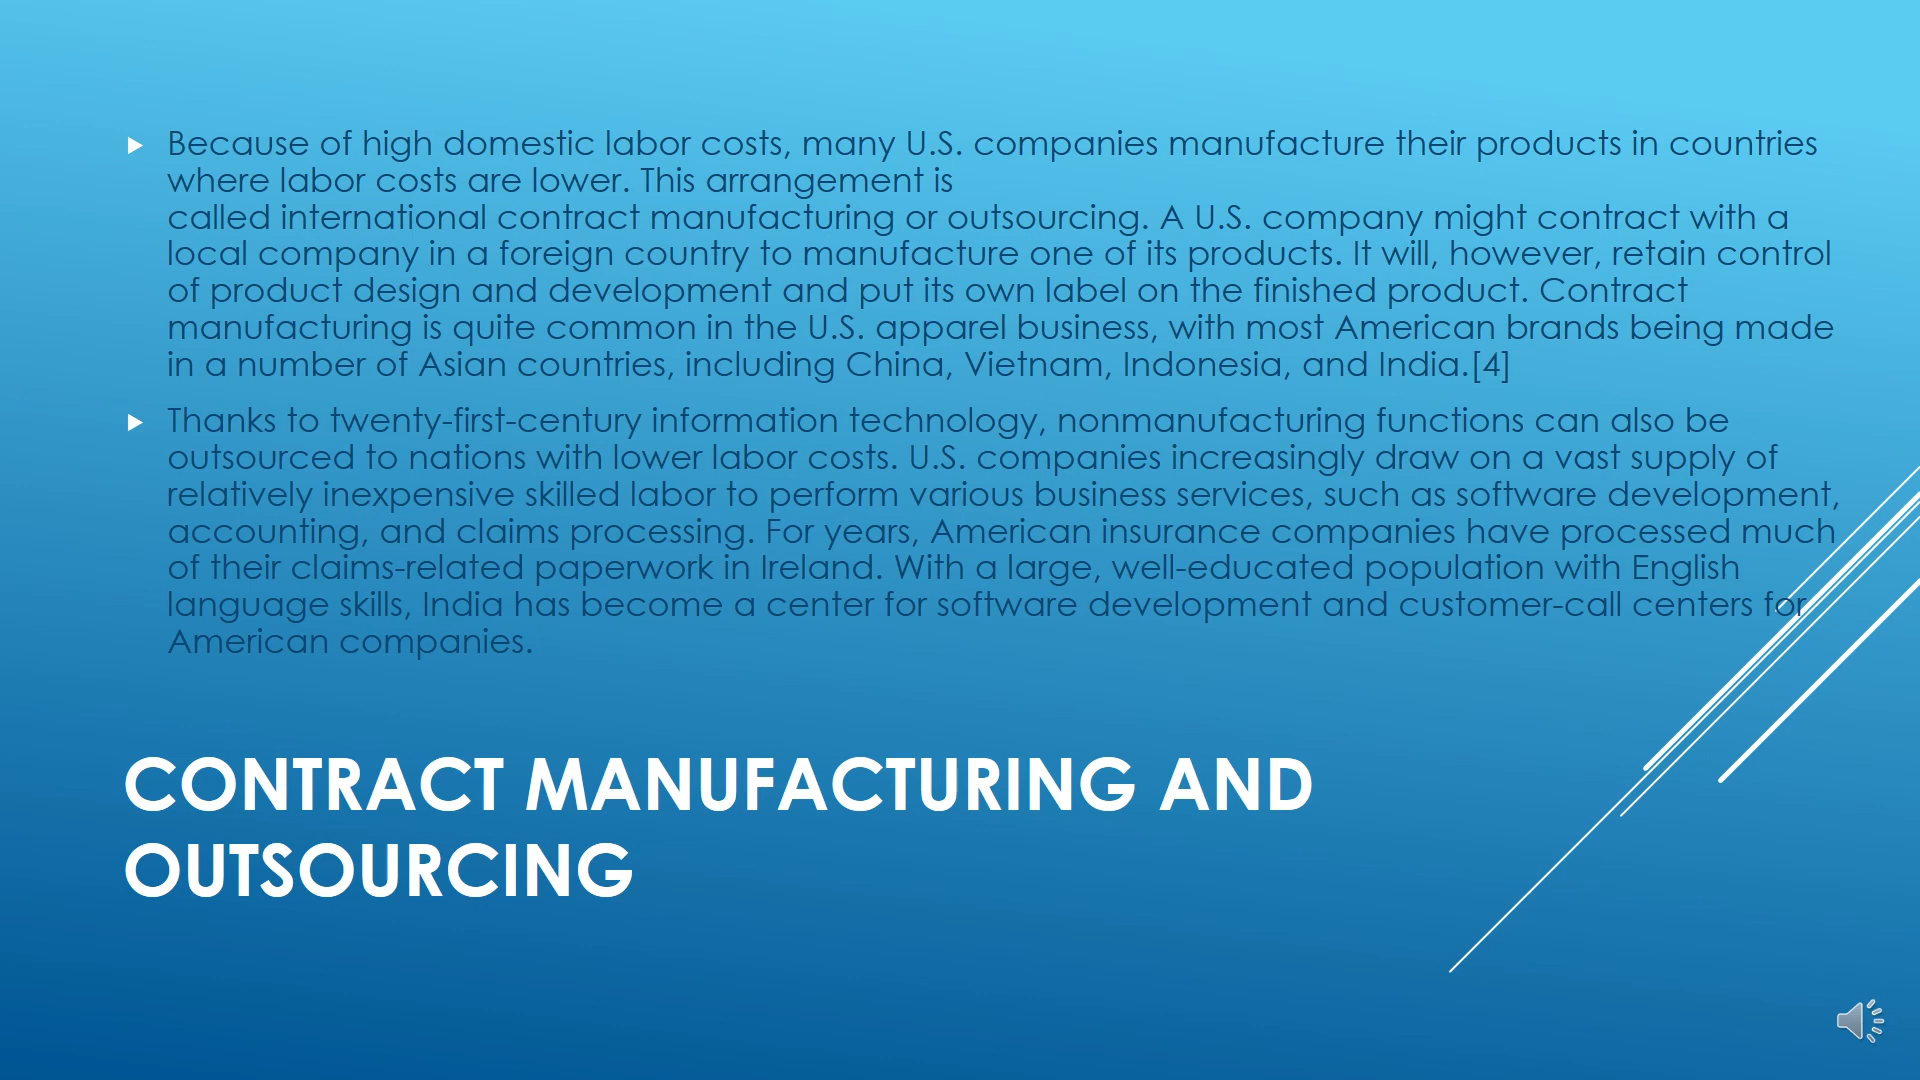 Because of high domestic labor costs, many U.S. companies manufacture their products in countries
where labor costs are lower. This arrangement is
called international contract manufacturing or outsourcing. A U.S. company might contract with a
local company in a foreign country to manufacture one of its products. It will, however, retain control
of product design and development and put its own label on the finished product. Contract
manufacturing is quite common in the U.S. apparel business, with most American brands being made
in a number of Asian countries, including China, Vietnam, Indonesia, and India.[4]
Thanks to twenty-first-century information technology, nonmanufacturing functions can also be
outsourced to nations with lower labor costs. U.S. companies increasingly draw on a vast supply of
relatively inexpensive skilled labor to perform various business services, such as software development,
accounting, and claims processing. For years, American insurance companies have processed much
of their claims-related paperwork in Ireland. With a large, well-educated population with English
language skills, India has become a center for software development and customer-call centers for
American companies.
CONTRACT MANUFACTURING AND
OUTSOURCING